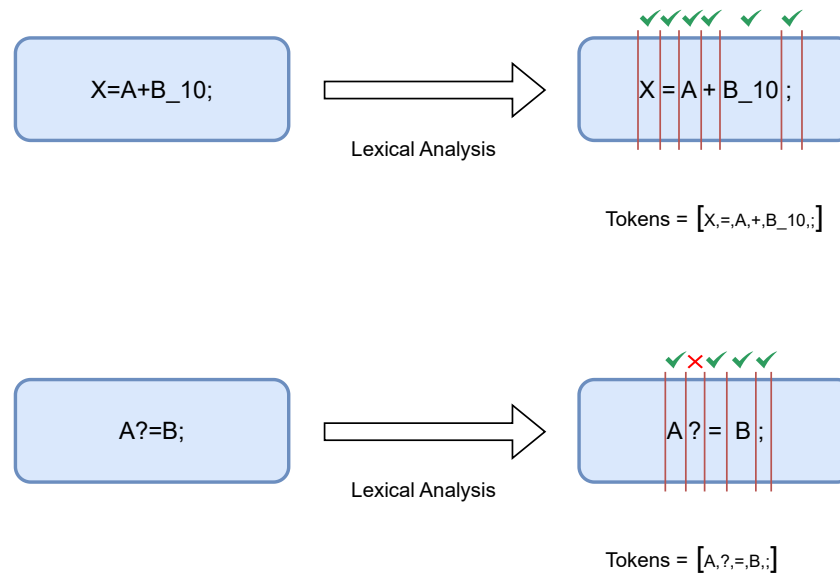 X=A+B_10;
Lexical Analysis
X = A + B_10 ;
Tokens = [X,=,A,+,B_10,;]
A?=B;
Lexical Analysis
A ? = B ;
Tokens = [A,?,=,B,;]